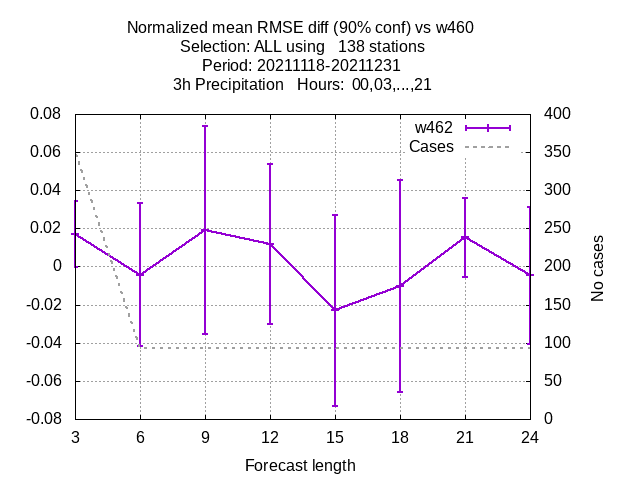 Normalized mean RMSE diff (90% conf) vs w460
Selection: ALL using   138 stations
Period: 20211118-20211231
3h Precipitation   Hours:  00,03,...,21
w462
Cases
0.08
0.06
0.04
0.02
0
-0.02
-0.04
-0.06
-0.08
400
350
300
250
200
150
100
50
0
No cases
3 6 9 12 15 18 21 24
Forecast length